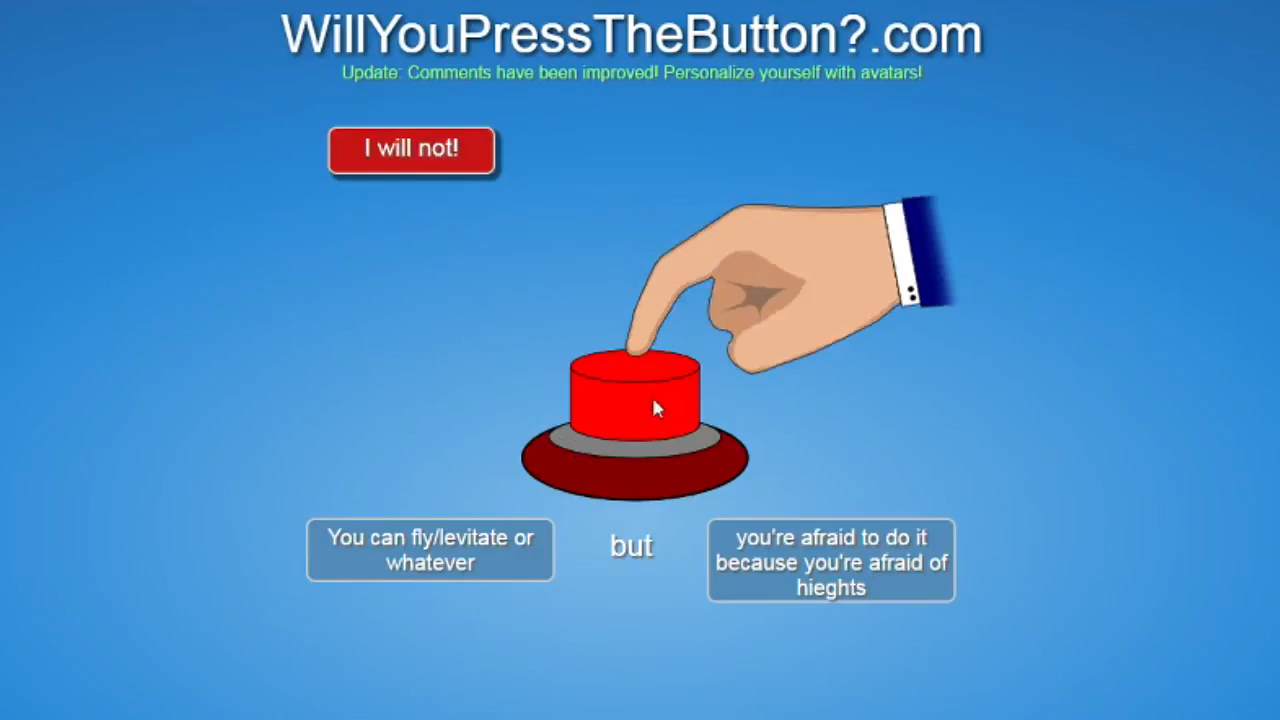 WillYouPressTheButton?.com
Update: Comments have been improved! Personalize yourself with avatars!
I will not!
You can fly/levitate or
whatever
but
you're afraid to do it
because you're afraid of
hieghts